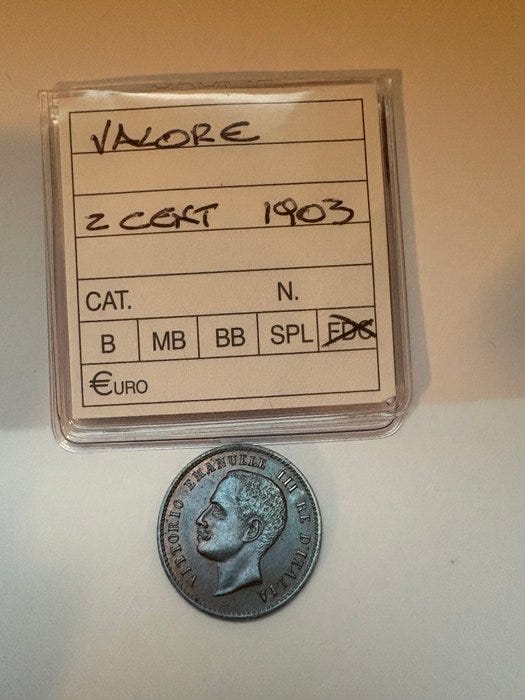 VALORE
2 CENT 1903
CAT. N.
B MB BB SPL FDC
€URO
VITTORIO EMANUELE III RE D'ITALIA